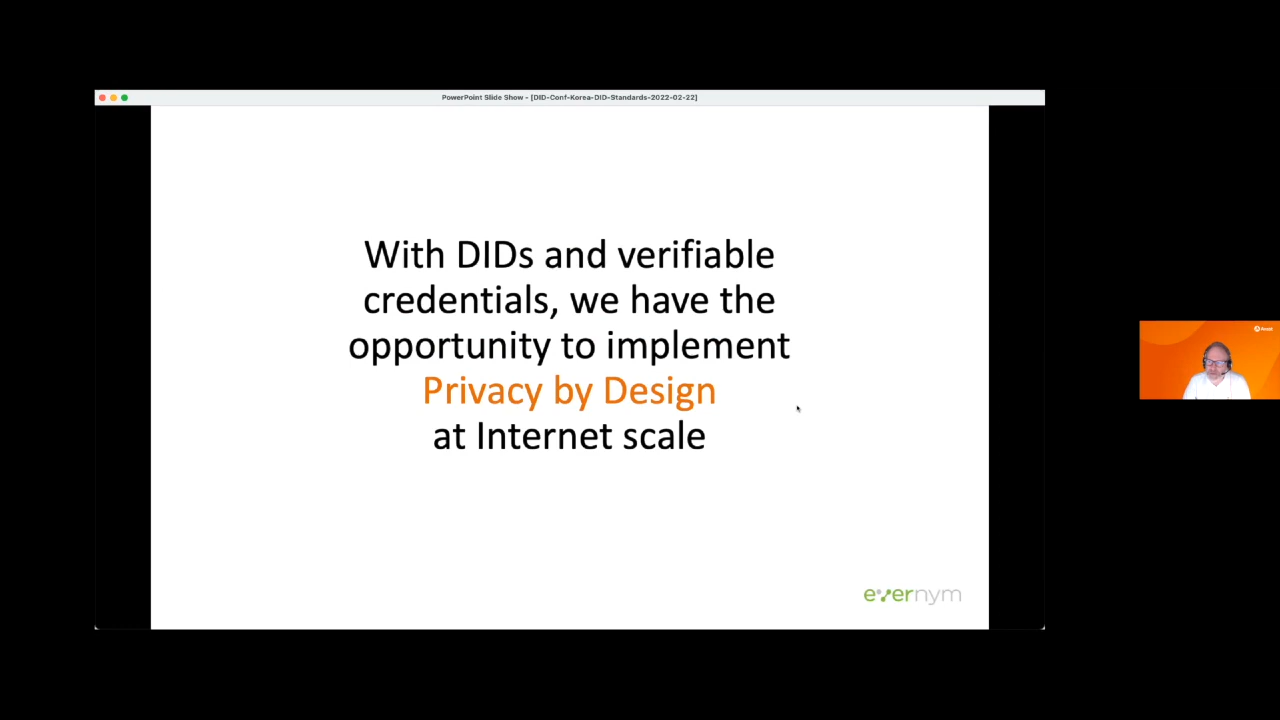 PowerPoint Slide Show - [DID-Conf-Korea-DID-Standards-2022-02-22]
With DIDs and verifiable
credentials, we have the
opportunity to implement
Privacy by Design
at Internet scale
evernym